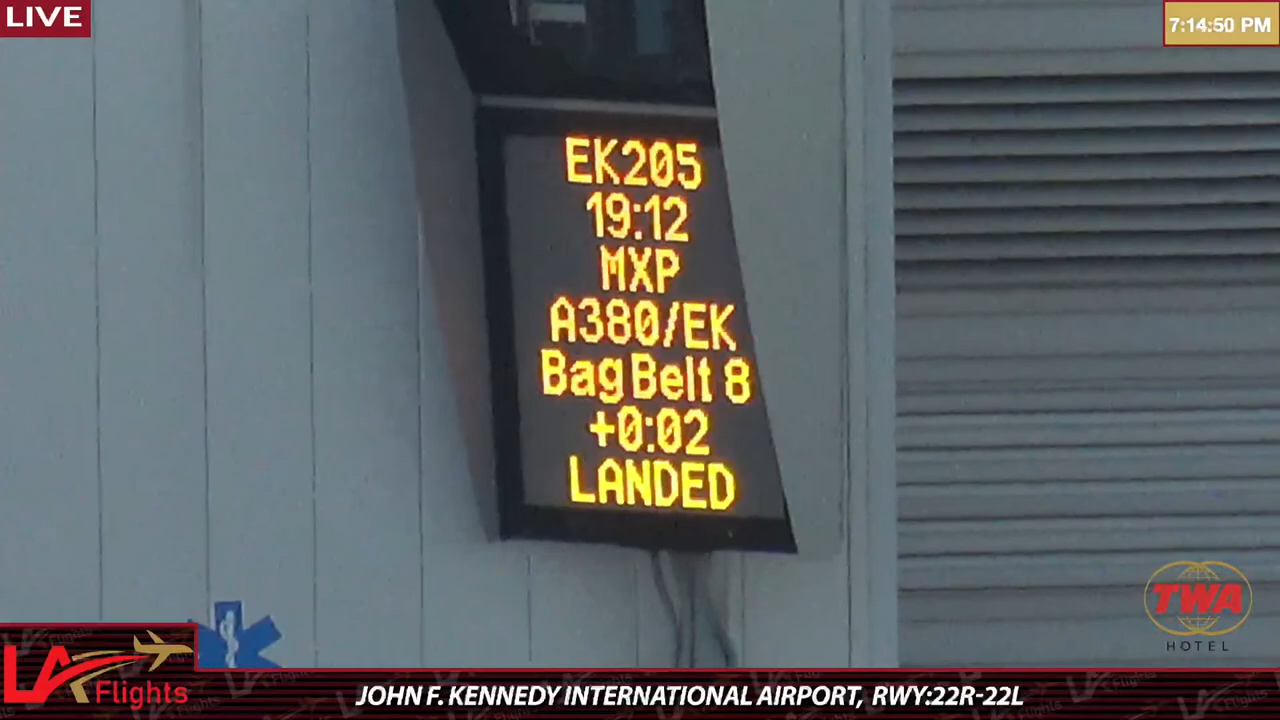 LIVE
7:14:50 PM
EK205
19:12
MXP
A380/EK
Bag Belt 8
+0:02
LANDED
TWA
HOTEL
LA Flights
JOHN F. KENNEDY INTERNATIONAL AIRPORT, RWY:22R-22L